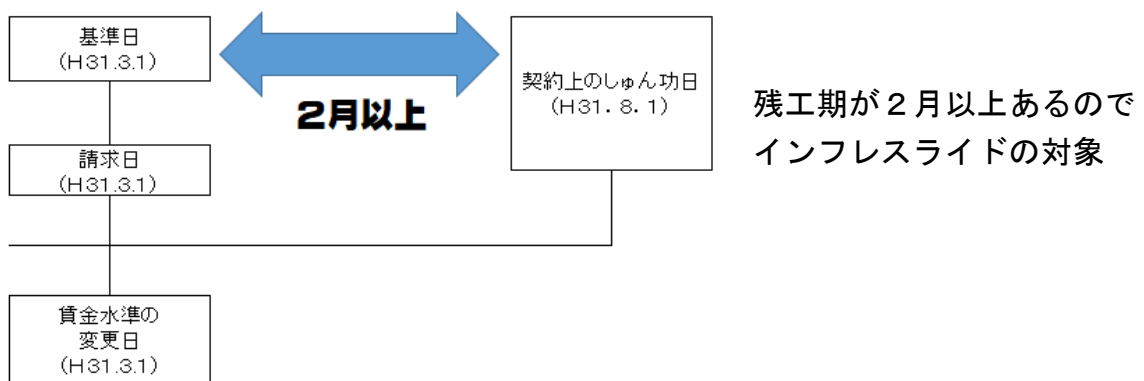 基準日
(H31.3.1)
2月以上
契約上のしゅん功日
(H31.8.1)
残工期が２月以上あるので
インフレスライドの対象
請求日
(H31.3.1)
賃金水準の
変更日
(H31.3.1)